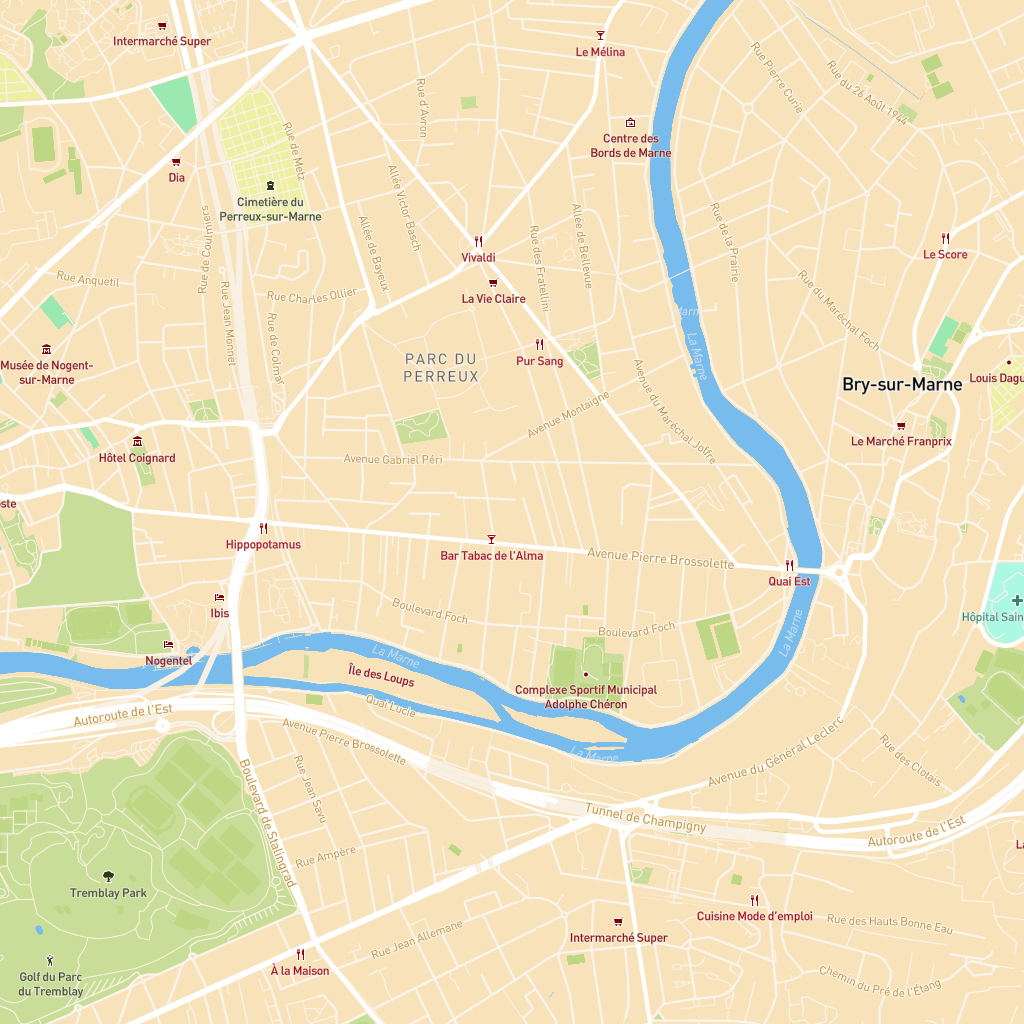 Intermarché Super
Le Mélina
Rue Pierre Curie
Rue du 26 Août 1944
Rue d'Avron
Centre des
Bords de Marne
Rue de Metz
Dia
Cimetière du
Perreux-sur-Marne
Allée Victor Basch
Rue de Coulmiers
Allée de Bayeux
Allée de Bellevue
Rue de la Prairie
Rue des Fratellini
Vivaldi
Le Score
Rue Anquetil
Rue Charles Ollier
La Vie Claire
Rue Jean Monnet
Rue de Colmar
Rue du Maréchal Foch
La Marne
Musée de Nogent-
sur-Marne
PARC DU
PERREUX
Pur Sang
Avenue du Maréchal Joffre
Bry-sur-Marne
Louis Dagu
Avenue Montaigne
Le Marché Franprix
Hôtel Coignard
Avenue Gabriel Péri
oste
Hippopotamus
Bar Tabac de l'Alma
Avenue Pierre Brossolette
Quai Est
Ibis
Boulevard Foch
Boulevard Foch
Hôpital Sain
La Marne
Nogentel
La Marne
Île des Loups
Complexe Sportif Municipal
Adolphe Chéron
Quai Lucie
Autoroute de l'Est
Avenue Pierre Brossolette
La Marne
Avenue du Général Leclerc
Rue des Clotais
Rue Jean Savu
Boulevard de Stalingrad
Tunnel de Champigny
Autoroute de l'Est
La
Rue Ampère
Tremblay Park
Cuisine Mode d'emploi
Rue des Hauts Bonne Eau
Intermarché Super
Rue Jean Allemane
À la Maison
Golf du Parc
du Tremblay
Chemin du Pré de l'Étang